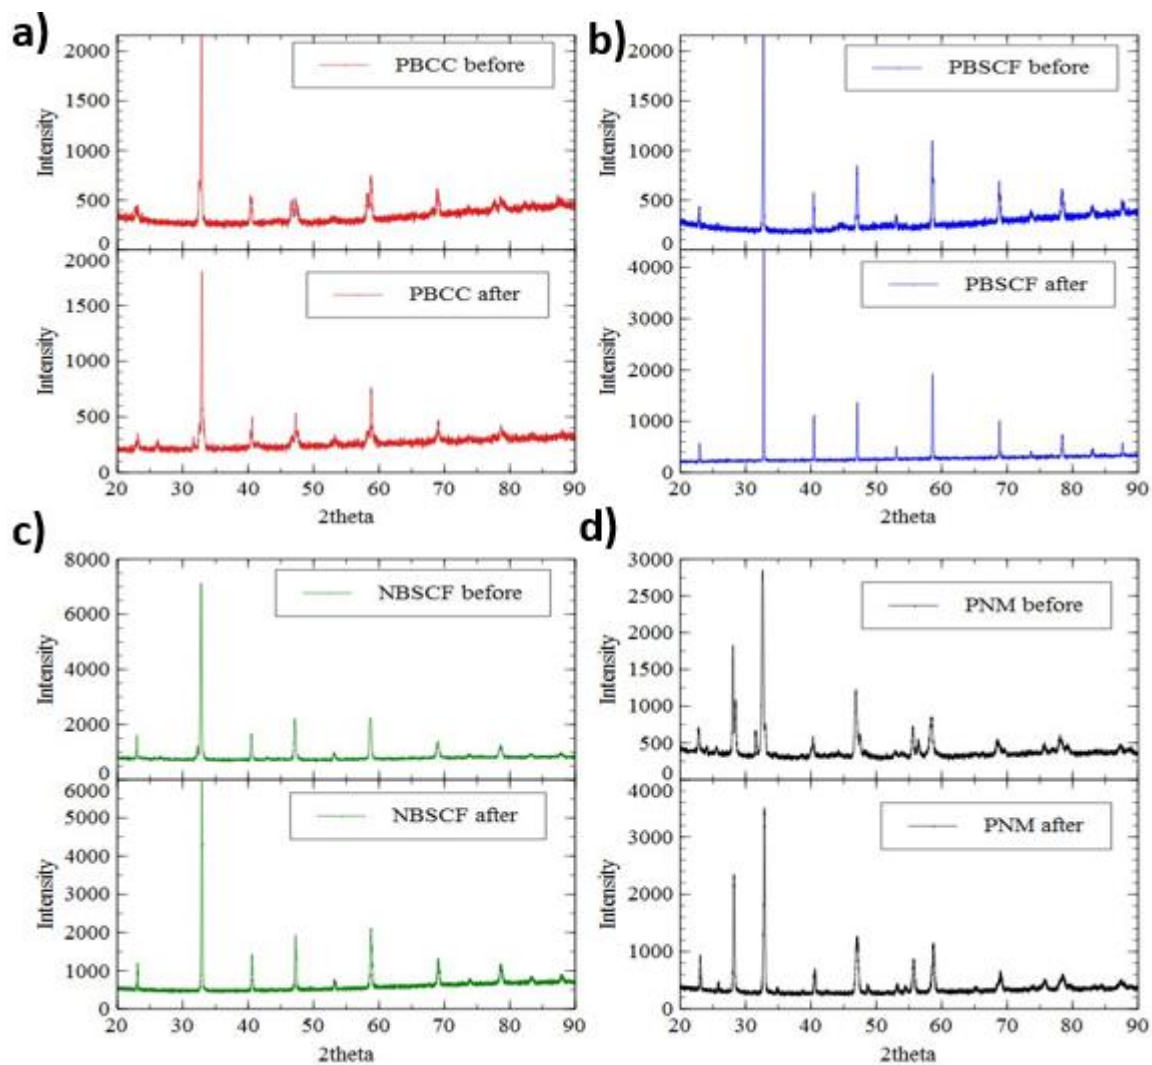 a)
2000
1500
1000
500
0
Intensity
PBCC before
2000
1500
1000
500
0
Intensity
PBCC after
20 30 40 50 60 70 80 90
2theta
b)
2000
1500
1000
500
0
Intensity
PBSCF before
4000
3000
2000
1000
0
Intensity
PBSCF after
20 30 40 50 60 70 80 90
2theta
c)
8000
6000
4000
2000
0
Intensity
NBSCF before
6000
5000
4000
3000
2000
1000
0
Intensity
NBSCF after
20 30 40 50 60 70 80 90
2theta
d)
3000
2500
2000
1500
1000
500
0
Intensity
PNM before
4000
3000
2000
1000
0
Intensity
PNM after
20 30 40 50 60 70 80 90
2theta